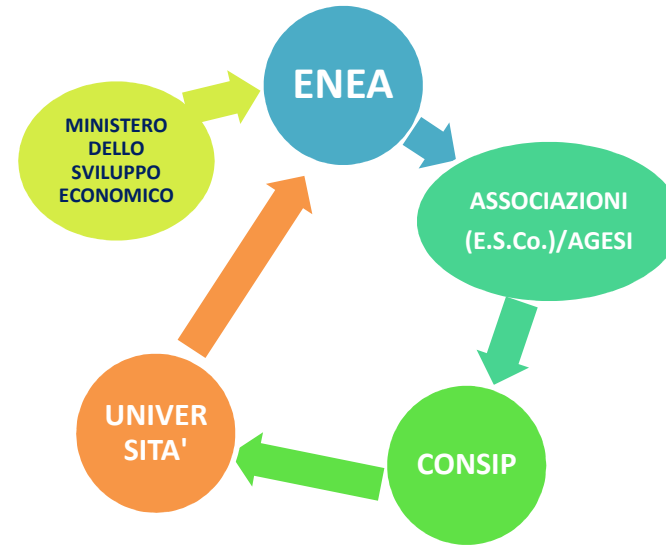 ENEA
MINISTERO
DELLO
SVILUPPO
ECONOMICO
ASSOCIAZIONI
(E.S.Co.)/AGESI
UNIVER
SITA'
CONSIP